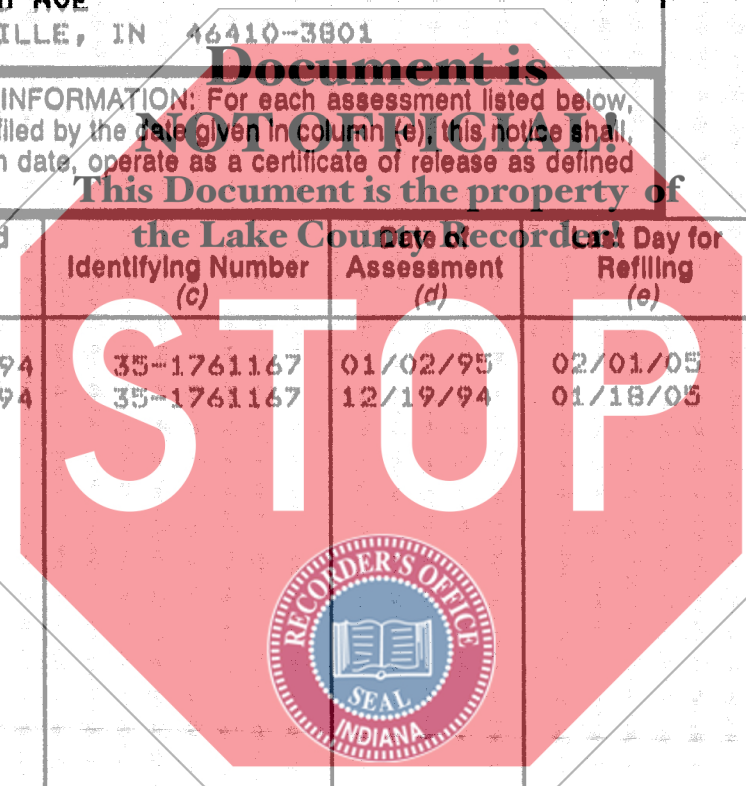 AVE
ILLE, IN 46410-3801
Document is
INFORMATION: For each assessment listed below,
NOT OFFICIAL!
filed by the date given in column (e), this notice shall,
date, operate as a certificate of release as defined
This Document is the property of
the Lake County Recorder!
Date of
Last Day for
Identifying Number
Assessment
Refiling
(c)
(d)
(e)
94 35-1761167 01/02/95 02/01/05
94 35-1761167 12/19/94 01/18/05
STOP
RECORDER'S OFFICE
SEAL
INDIANA